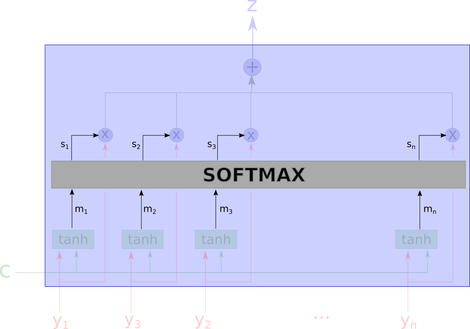 z
+
x x x x
s1 s2 s3 sn
SOFTMAX
m1 m2 m3 mn
tanh tanh tanh tanh
c
y1 y3 y2 ... yn